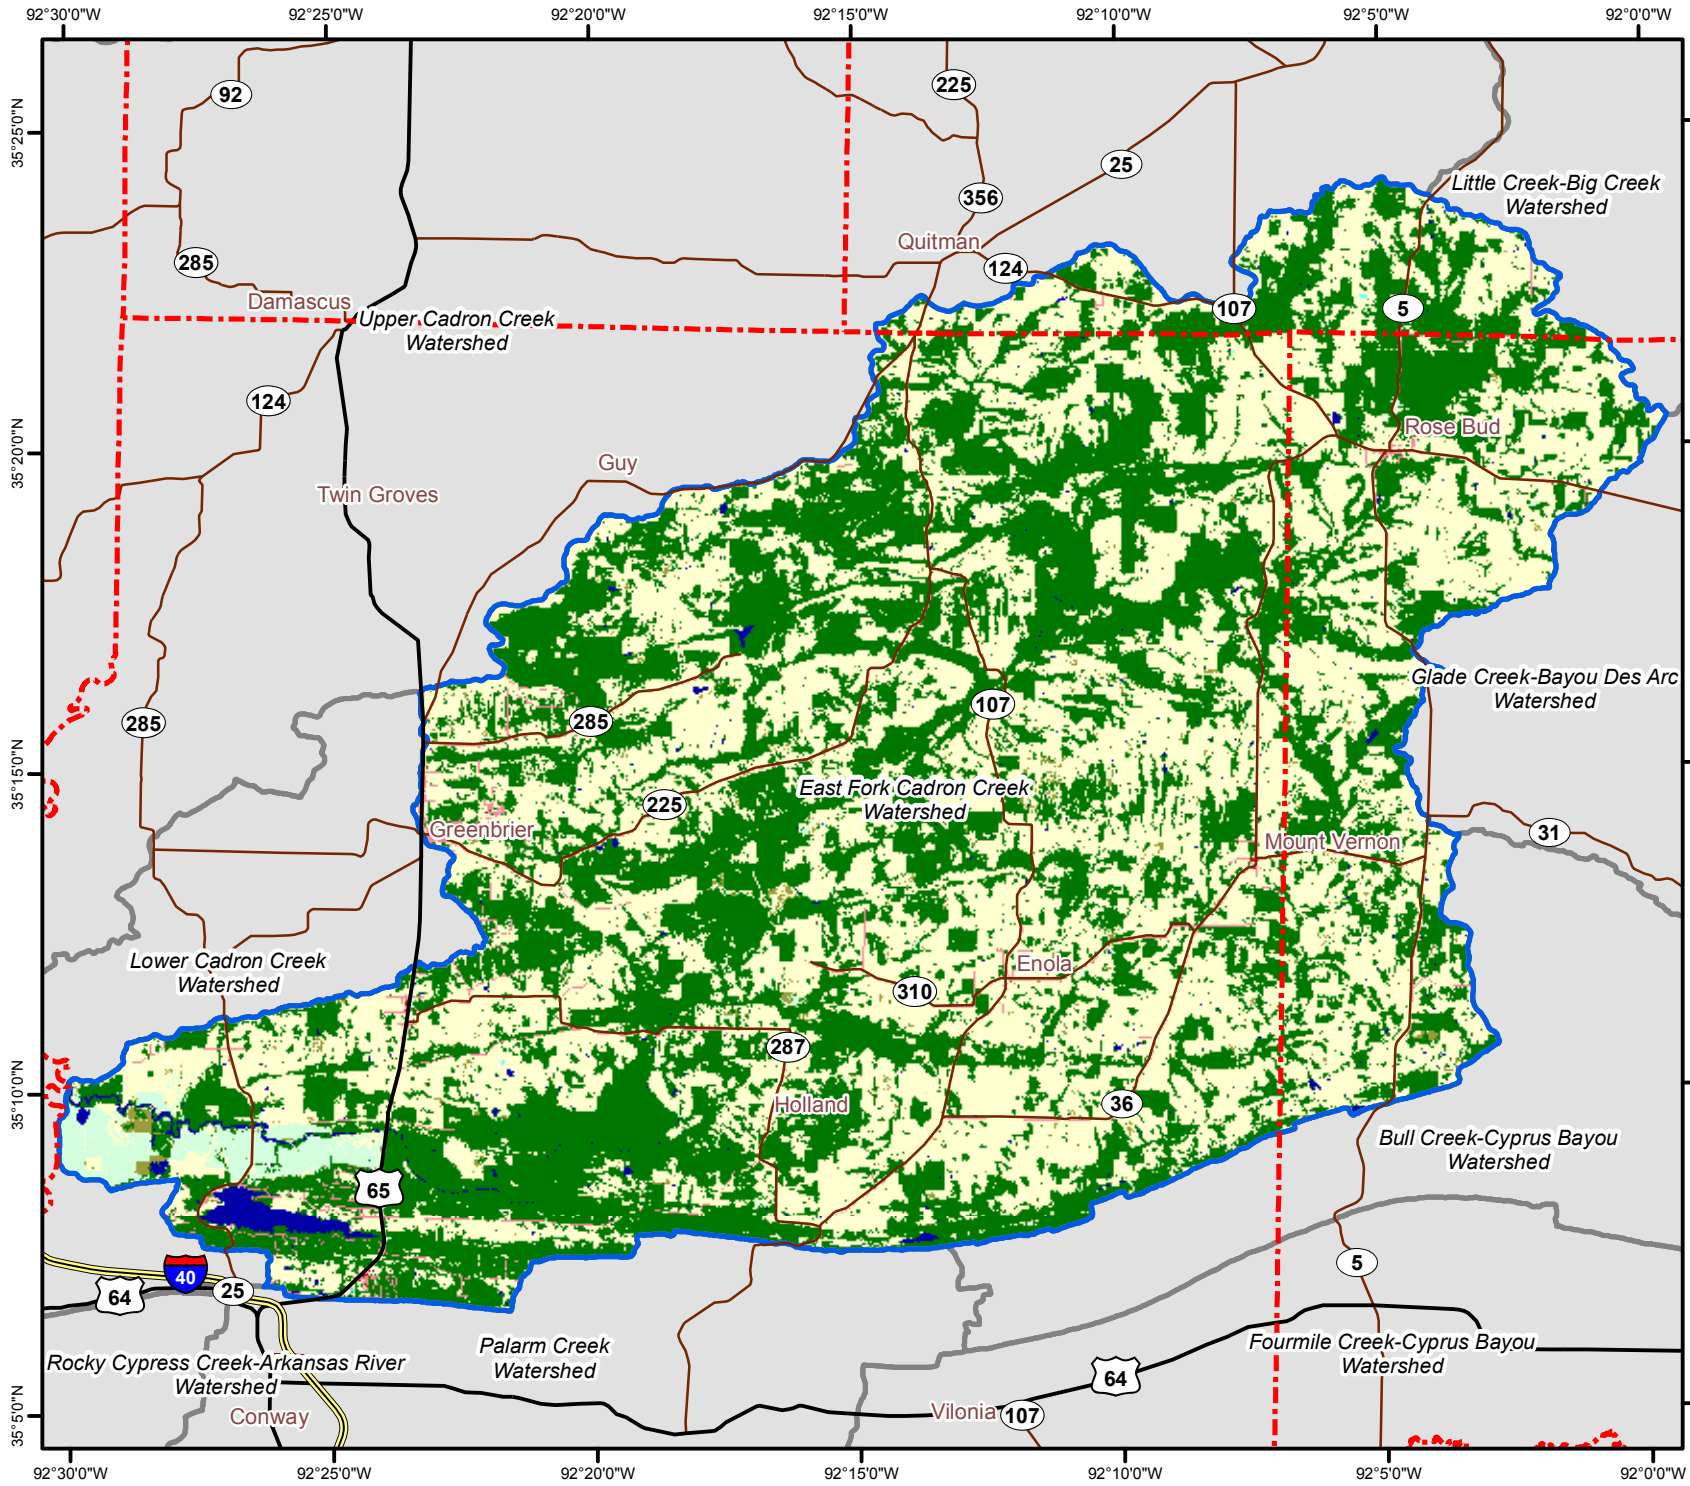 92°30'0"W
92°25'0"W
92°20'0"W
92°15'0"W
92°10'0"W
92°5'0"W
92°0'0"W
35°25'0"N
35°20'0"N
35°15'0"N
35°10'0"N
35°5'0"N
92
225
25
356
Little Creek-Big Creek
Watershed
Quitman
285
124
Damascus
107
5
Upper Cadron Creek
Watershed
124
Rose Bud
Guy
Twin Groves
Glade Creek-Bayou Des Arc
Watershed
285
285
107
East Fork Cadron Creek
Watershed
225
Greenbrier
31
Mount Vernon
Lower Cadron Creek
Watershed
Enola
310
287
Holland
36
Bull Creek-Cyprus Bayou
Watershed
65
5
40
64
25
Palarm Creek
Watershed
Fourmile Creek-Cyprus Bayou
Watershed
Rocky Cypress Creek-Arkansas River
Watershed
64
Conway
Vilonia
107
92°30'0"W
92°25'0"W
92°20'0"W
92°15'0"W
92°10'0"W
92°5'0"W
92°0'0"W